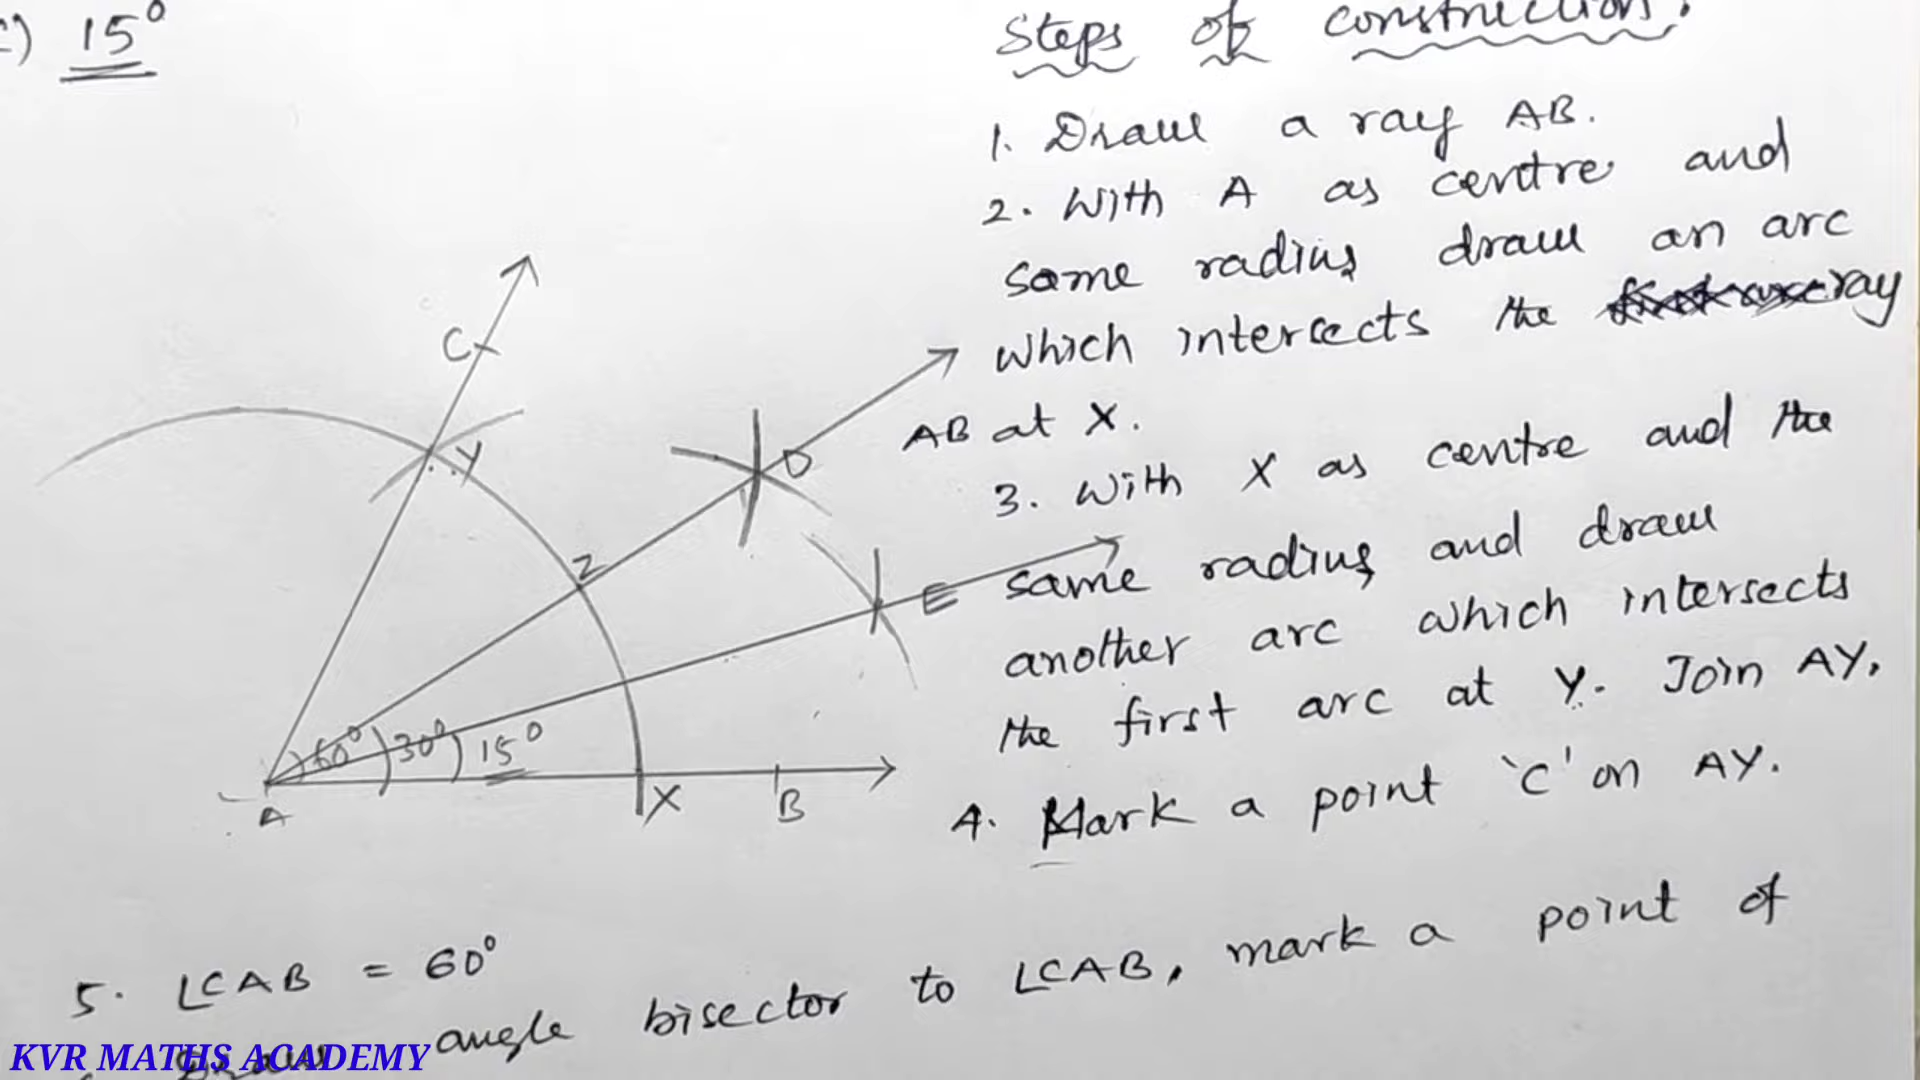 15°
Steps of construction:
1. Draw a ray AB.
2. With A as centre and
same radius draw an arc
which intersects the ray
AB at X.
3. With X as centre and the
same radius and draw
another arc which intersects
the first arc at Y. Join AY.
4. Mark a point 'C' on AY.
5. ∠CAB = 60°
Draw angle bisector to ∠CAB, mark a point of
C
Y
D
Z
E
60°
30°
15°
A
X
B
KVR MATHS ACADEMY